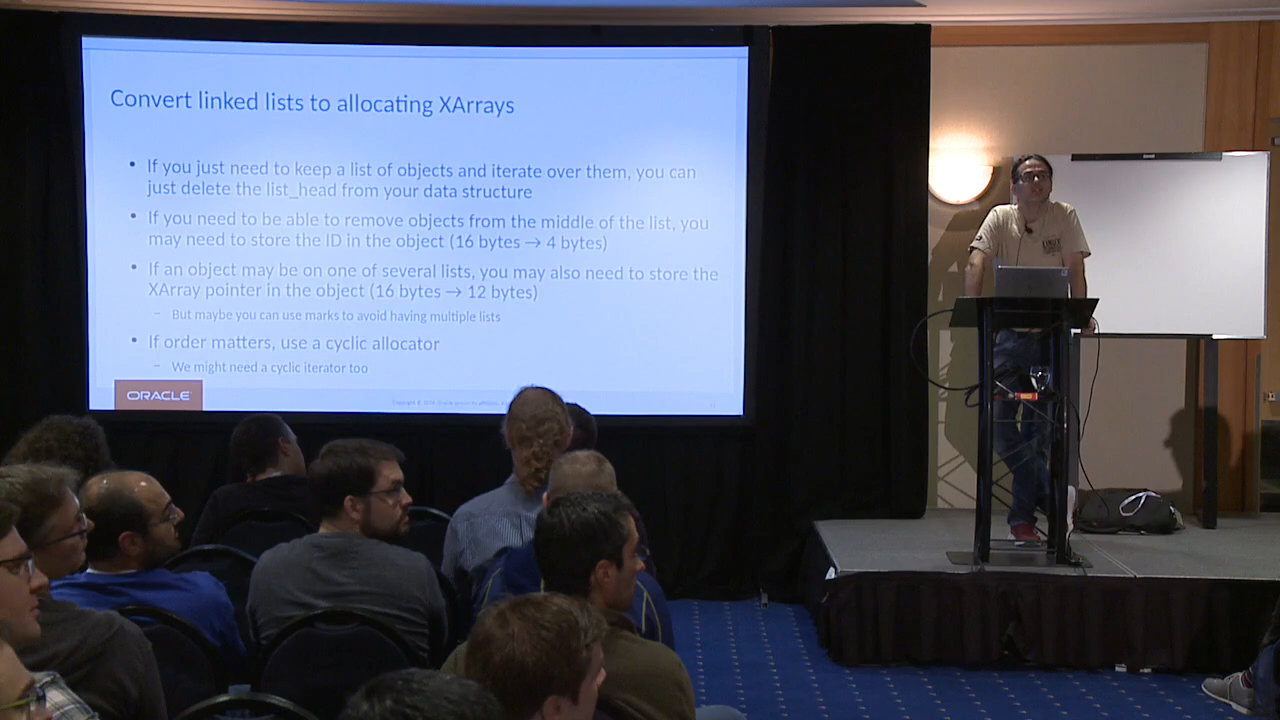 Convert linked lists to allocating XArrays
• If you just need to keep a list of objects and iterate over them, you can
just delete the list_head from your data structure
• If you need to be able to remove objects from the middle of the list, you
may need to store the ID in the object (16 bytes → 4 bytes)
• If an object may be on one of several lists, you may also need to store the
XArray pointer in the object (16 bytes → 12 bytes)
– But maybe you can use marks to avoid having multiple lists
• If order matters, use a cyclic allocator
– We might need a cyclic iterator too
ORACLE